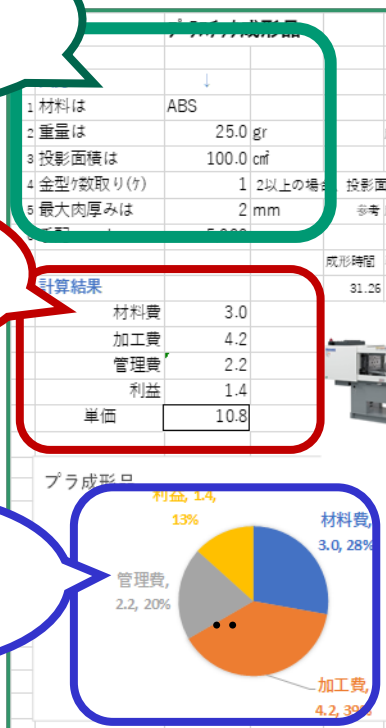 プラスチック成形品
↓
1 材料は ABS
2 重量は 25.0 gr
3 投影面積は 100.0 c㎡
4 金型ｹ数取り(ｹ) 1 2以上の場合、投影面
5 最大肉厚みは 2 mm 参考
5,000
成形時間
計算結果 31.26
材料費 3.0
加工費 4.2
管理費 2.2
利益 1.4
単価 10.8
プラ成形品
利益, 1.4,
13%
材料費,
3.0, 28%
管理費,
2.2, 20%
加工費,
4.2, 39%